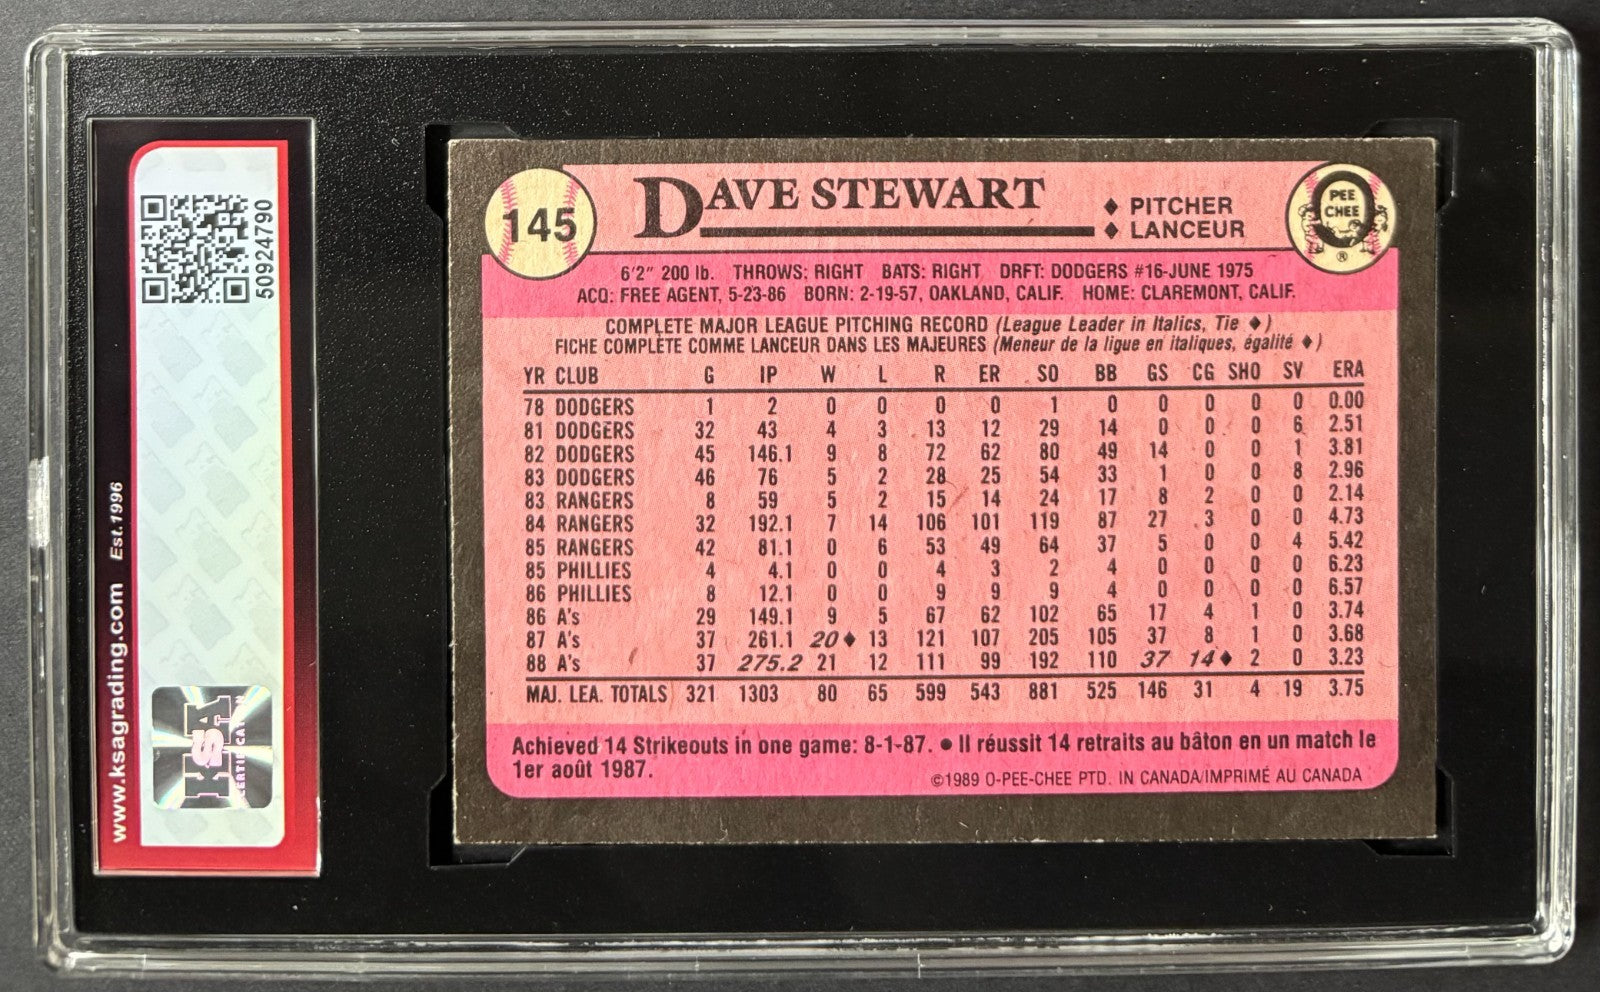 50924790
www.ksagrading.com Est.1996
KSA
CERTIFICATION
145
DAVE STEWART
♦ PITCHER
♦ LANCEUR
O
PEE
CHEE
®
6'2" 200 lb. THROWS: RIGHT BATS: RIGHT DRFT: DODGERS #16-JUNE 1975
ACQ: FREE AGENT, 5-23-86 BORN: 2-19-57, OAKLAND, CALIF. HOME: CLAREMONT, CALIF.
COMPLETE MAJOR LEAGUE PITCHING RECORD (League Leader in Italics, Tie ♦)
FICHE COMPLÈTE COMME LANCEUR DANS LES MAJEURES (Meneur de la ligue en italiques, égalité ♦)
YR CLUB G IP W L R ER SO BB GS CG SHO SV ERA
78 DODGERS 1 2 0 0 0 0 1 0 0 0 0 0 0.00
81 DODGERS 32 43 4 3 13 12 29 14 0 0 0 6 2.51
82 DODGERS 45 146.1 9 8 72 62 80 49 14 0 0 1 3.81
83 DODGERS 46 76 5 2 28 25 54 33 1 0 0 8 2.96
83 RANGERS 8 59 5 2 15 14 24 17 8 2 0 0 2.14
84 RANGERS 32 192.1 7 14 106 101 119 87 27 3 0 0 4.73
85 RANGERS 42 81.1 0 6 53 49 64 37 5 0 0 4 5.42
85 PHILLIES 4 4.1 0 0 4 3 2 4 0 0 0 0 6.23
86 PHILLIES 8 12.1 0 0 9 9 9 4 0 0 0 0 6.57
86 A's 29 149.1 9 5 67 62 102 65 17 4 1 0 3.74
87 A's 37 261.1 20♦ 13 121 107 205 105 37 8 1 0 3.68
88 A's 37 275.2 21 12 111 99 192 110 37 14♦ 2 0 3.23
MAJ. LEA. TOTALS 321 1303 80 65 599 543 881 525 146 31 4 19 3.75
Achieved 14 Strikeouts in one game: 8-1-87. ● Il réussit 14 retraits au bâton en un match le
1er août 1987.
©1989 O-PEE-CHEE PTD. IN CANADA/IMPRIMÉ AU CANADA